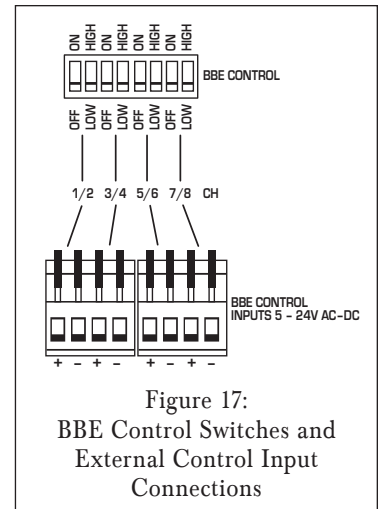 ON HIGH ON HIGH ON HIGH ON HIGH
BBE CONTROL
OFF LOW OFF LOW OFF LOW OFF LOW
1/2 3/4 5/6 7/8 CH
BBE CONTROL
INPUTS 5 - 24V AC-DC
+ - + - + - + -
Figure 17:
BBE Control Switches and
External Control Input
Connections